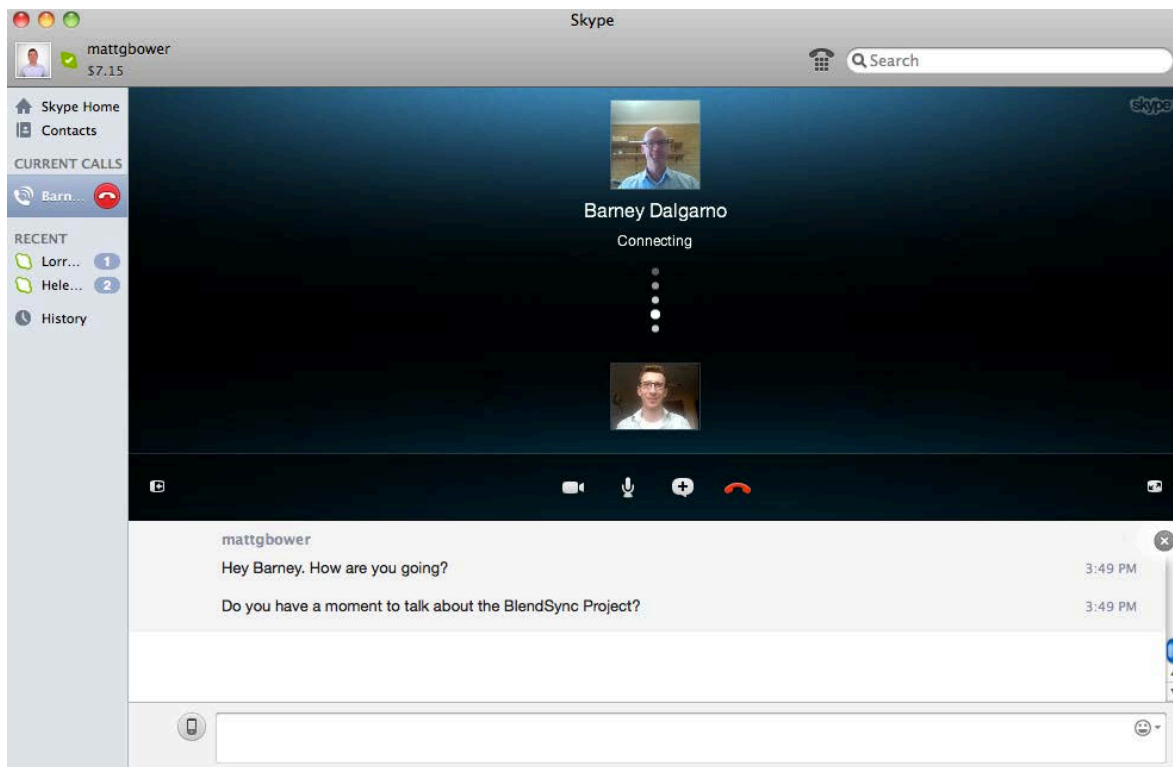 Skype
mattgbower
$7.15
Search
Skype Home
Contacts
CURRENT CALLS
Barn...
RECENT
Lorr... 1
Hele... 2
History
skype
Barney Dalgarno
Connecting
mattgbower
Hey Barney. How are you going? 3:49 PM
Do you have a moment to talk about the BlendSync Project? 3:49 PM